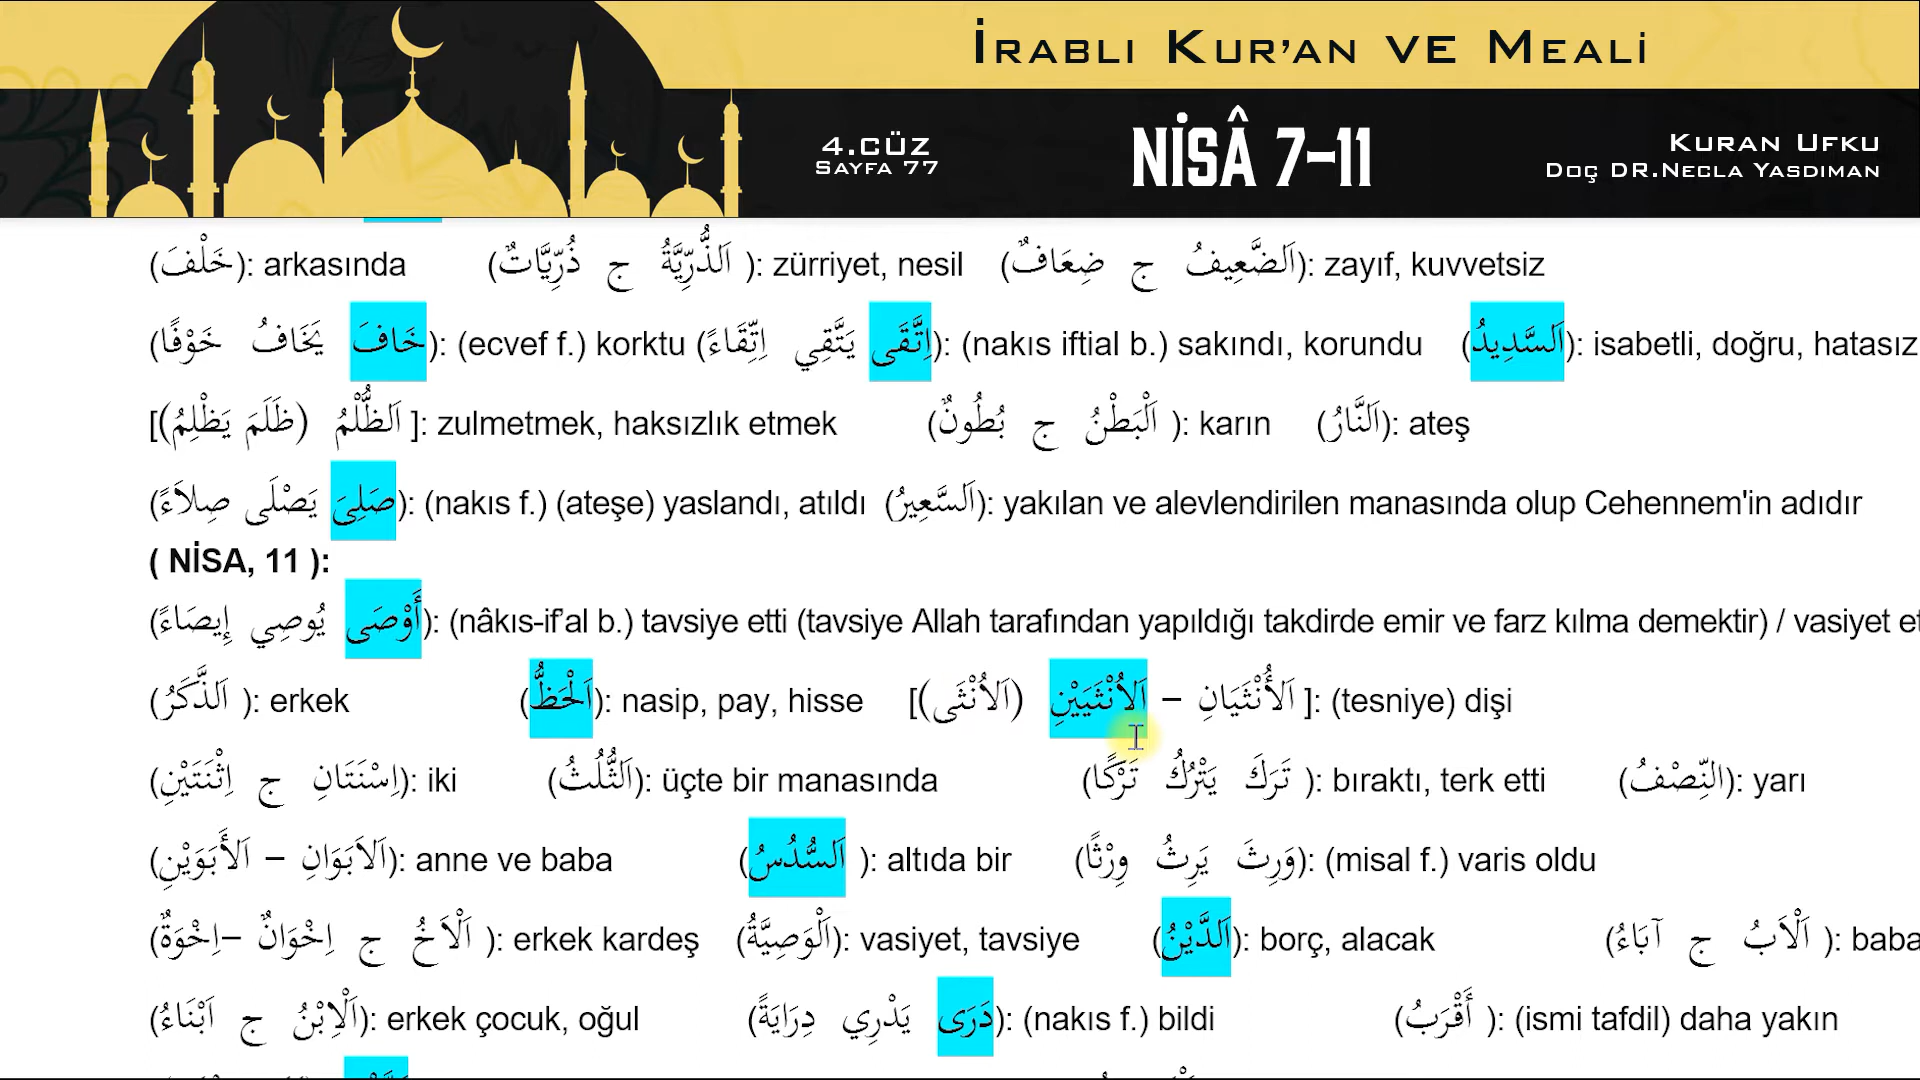 İRABLI KUR'AN VE MEALİ
4.CÜZ
SAYFA 77
NİSÂ 7-11
KURAN UFKU
DOÇ DR.NECLA YASDIMAN
(خَلْفَ): arkasında (اَلذُّرِّيَّةُ ج ذُرِّيَّاتٌ ): zürriyet, nesil (اَلضَّعِيفُ ج ضِعَافٌ): zayıf, kuvvetsiz
(خَافَ يَخَافُ خَوْفًا): (ecvef f.) korktu (اِتَّقَى يَتَّقِي اِتِّقَاءً): (nakıs iftial b.) sakındı, korundu (اَلسَّدِيدُ): isabetli, doğru, hatasız
[اَلظُّلْمُ (ظَلَمَ يَظْلِمُ) ]: zulmetmek, haksızlık etmek (اَلْبَطْنُ ج بُطُونٌ ): karın (اَلنَّارُ): ateş
(صَلِىَ يَصْلَى صِلاَءً): (nakıs f.) (ateşe) yaslandı, atıldı (اَلسَّعِيرُ): yakılan ve alevlendirilen manasında olup Cehennem'in adıdır
( NİSA, 11 ):
(أَوْصَى يُوصِي إِيصَاءً): (nâkıs-if'al b.) tavsiye etti (tavsiye Allah tarafından yapıldığı takdirde emir ve farz kılma demektir) / vasiyet et
(اَلذَّكَرُ ): erkek (اَلْحَظُّ): nasip, pay, hisse [اَلأُنْثَيَانِ – اَلاُنْثَيَيْنِ (اَلاُنْثَى) ]: (tesniye) dişi
(اِسْنَتَانِ ج اِثْنَتَيْنِ): iki (اَلثُّلُثُ): üçte bir manasında (تَرَكَ يَتْرُكُ تَرْكًا ): bıraktı, terk etti (النِّصْفُ): yarı
(اَلاَبَوَانِ – اَلأَبَوَيْنِ): anne ve baba (اَلسُّدُسُ ): altıda bir (وَرِثَ يَرِثُ وِرْثًا): (misal f.) varis oldu
(اَلْاَخُ ج اِخْوَانٌ –اِخْوَةٌ ): erkek kardeş (اَلْوَصِيَّةُ): vasiyet, tavsiye (اَلدَّيْنُ): borç, alacak (اَلْاَبُ ج آبَاءُ ): baba
(اَلْاِبْنُ ج اَبْنَاءُ): erkek çocuk, oğul (دَرَى يَدْرِي دِرَايَةً): (nakıs f.) bildi (أَقْرَبُ ): (ismi tafdil) daha yakın